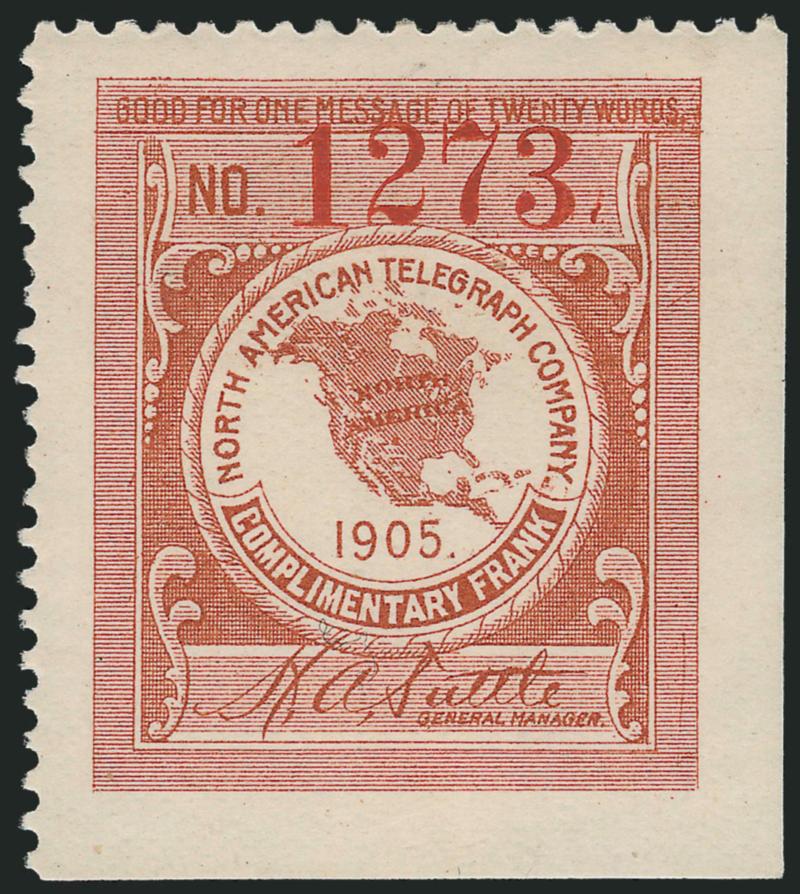 GOOD FOR ONE MESSAGE OF TWENTY WORDS.
NO. 1273
NORTH AMERICAN TELEGRAPH COMPANY.
NORTH
AMERICA
1905.
COMPLIMENTARY FRANK
H. A. Tuttle
GENERAL MANAGER.